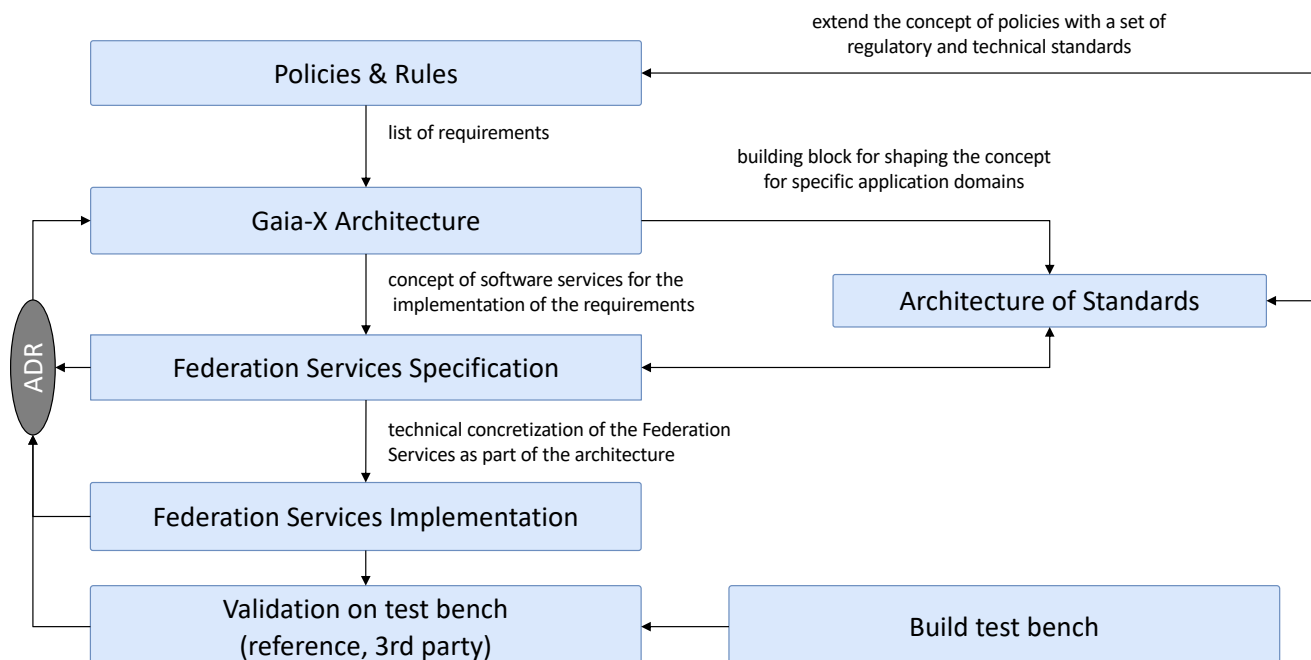 extend the concept of policies with a set of
regulatory and technical standards
Policies & Rules
list of requirements
building block for shaping the concept
for specific application domains
Gaia-X Architecture
concept of software services for the
implementation of the requirements
Architecture of Standards
ADR
Federation Services Specification
technical concretization of the Federation
Services as part of the architecture
Federation Services Implementation
Validation on test bench
(reference, 3rd party)
Build test bench